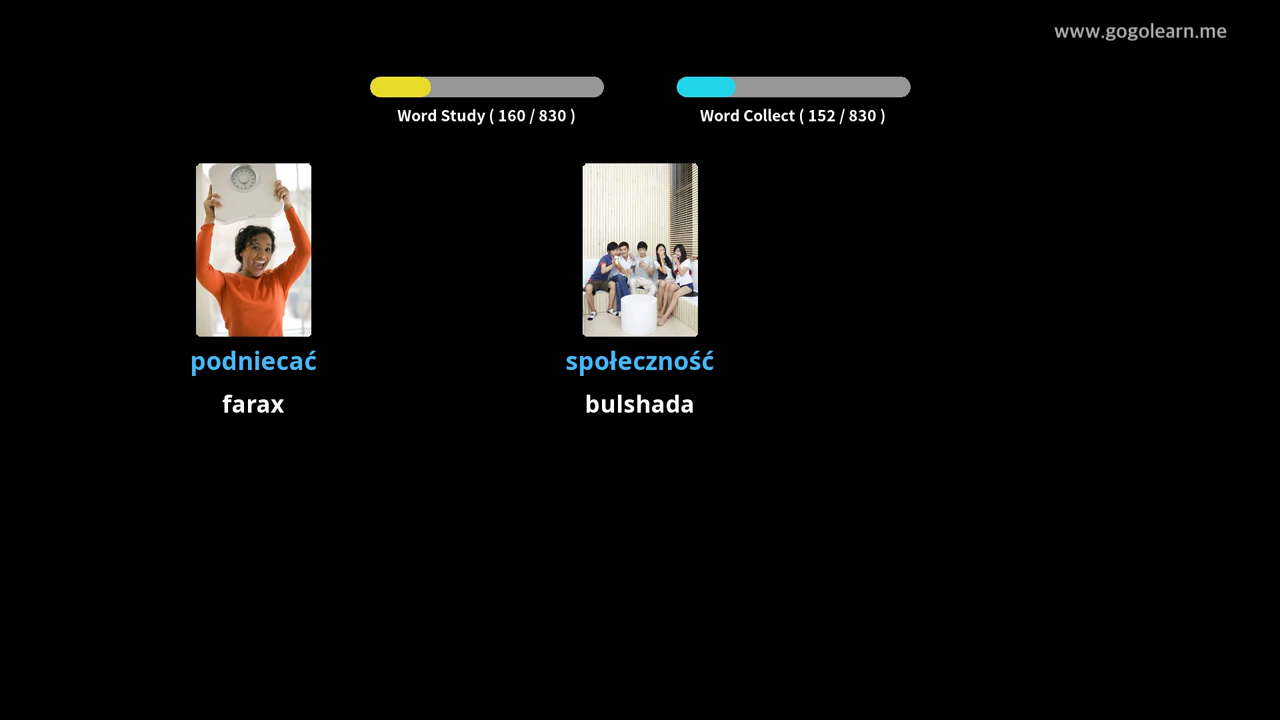 www.gogolearn.me
Word Study ( 160 / 830 )
Word Collect ( 152 / 830 )
podniecać
społeczność
farax
bulshada